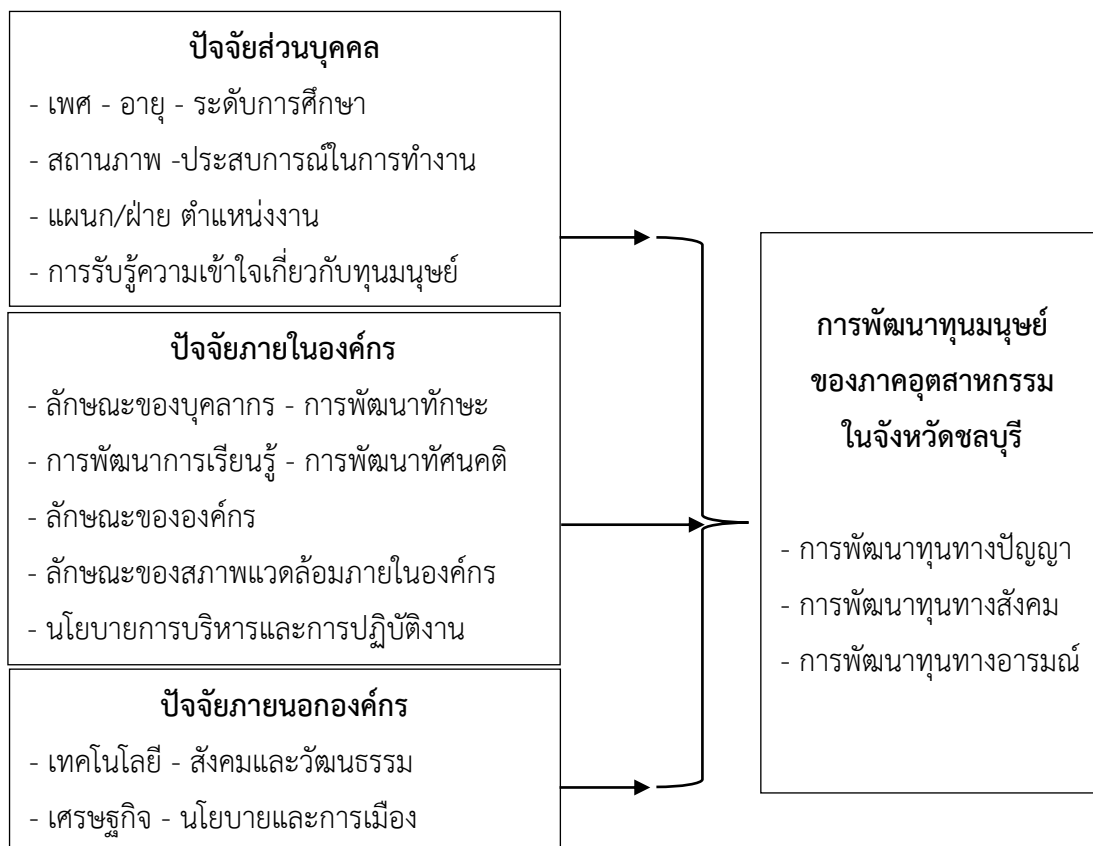 ปัจจัยส่วนบุคคล
- เพศ - อายุ - ระดับการศึกษา
- สถานภาพ -ประสบการณ์ในการทำงาน
- แผนก/ฝ่าย ตำแหน่งงาน
- การรับรู้ความเข้าใจเกี่ยวกับทุนมนุษย์
ปัจจัยภายในองค์กร
- ลักษณะของบุคลากร - การพัฒนาทักษะ
- การพัฒนาการเรียนรู้ - การพัฒนาทัศนคติ
- ลักษณะขององค์กร
- ลักษณะของสภาพแวดล้อมภายในองค์กร
- นโยบายการบริหารและการปฏิบัติงาน
ปัจจัยภายนอกองค์กร
- เทคโนโลยี - สังคมและวัฒนธรรม
- เศรษฐกิจ - นโยบายและการเมือง
การพัฒนาทุนมนุษย์
ของภาคอุตสาหกรรม
ในจังหวัดชลบุรี
- การพัฒนาทุนทางปัญญา
- การพัฒนาทุนทางสังคม
- การพัฒนาทุนทางอารมณ์